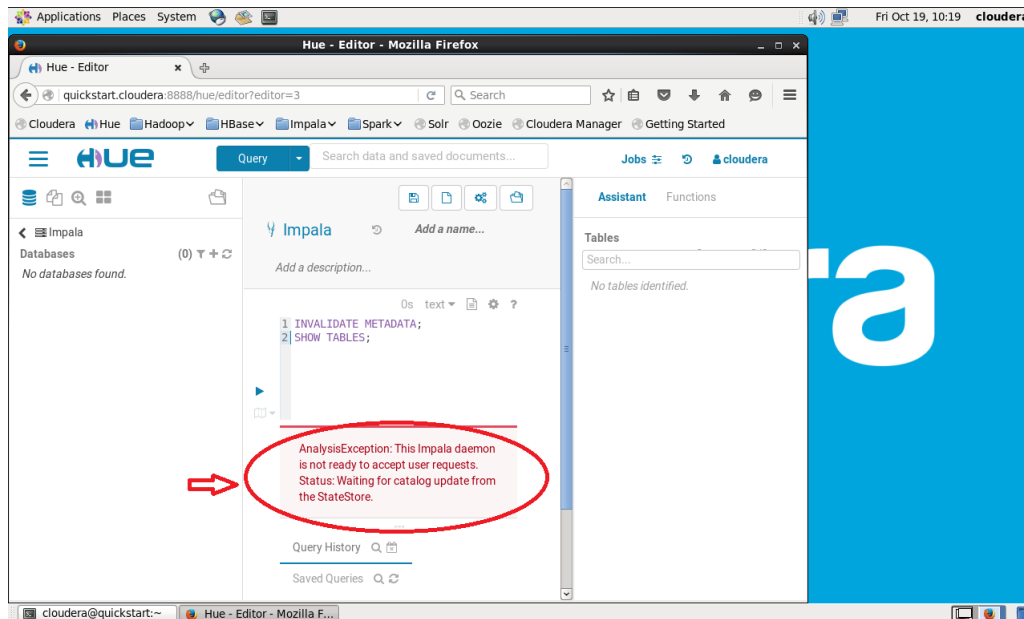 Applications Places System
Fri Oct 19, 10:19 cloudera
Hue - Editor - Mozilla Firefox
Hue - Editor
quickstart.cloudera:8888/hue/editor?editor=3
Search
Cloudera Hue Hadoop HBase Impala Spark Solr Oozie Cloudera Manager Getting Started
HUE
Query
Search data and saved documents...
Jobs
cloudera
Impala
Databases (0)
No databases found.
Impala
Add a name...
Add a description...
0s text ?
1 INVALIDATE METADATA;
2 SHOW TABLES;
AnalysisException: This Impala daemon
is not ready to accept user requests.
Status: Waiting for catalog update from
the StateStore.
Query History
Saved Queries
Assistant Functions
Tables
Search...
No tables identified.
ra
cloudera@quickstart:~
Hue - Editor - Mozilla F...